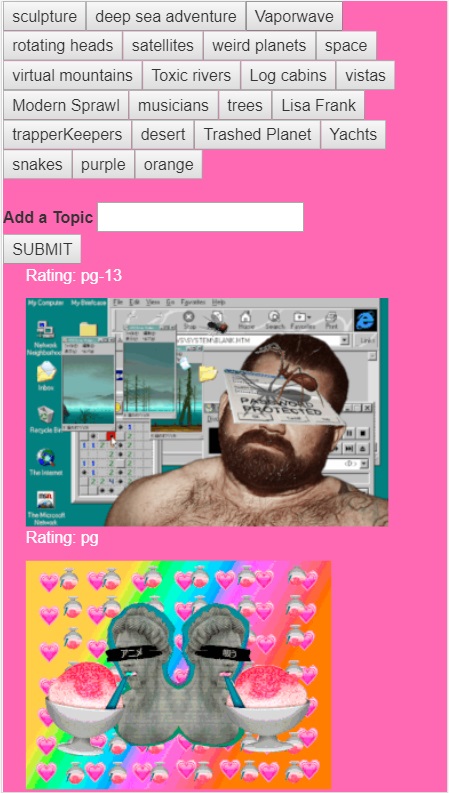 sculpture deep sea adventure Vaporwave
rotating heads satellites weird planets space
virtual mountains Toxic rivers Log cabins vistas
Modern Sprawl musicians trees Lisa Frank
trapperKeepers desert Trashed Planet Yachts
snakes purple orange
Add a Topic
SUBMIT
Rating: pg-13
My Computer My Briefcase File Edit View Go Favorites Help
Stop Home Search Favorites Print
Network
Neighborhood
Links
Inbox
PASSWORD
PROTECTED
Recycle Bin
The Internet
The Microsoft
Network
Rating: pg
アニメ